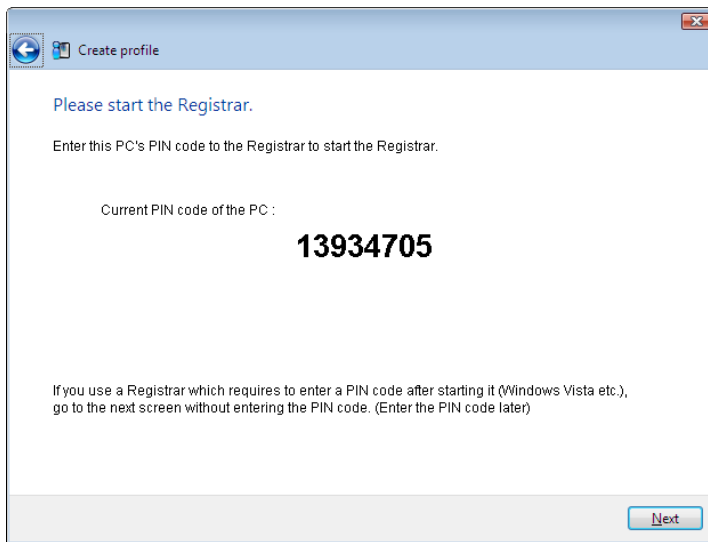 Create profile
Please start the Registrar.
Enter this PC's PIN code to the Registrar to start the Registrar.
Current PIN code of the PC :
13934705
If you use a Registrar which requires to enter a PIN code after starting it (Windows Vista etc.),
go to the next screen without entering the PIN code. (Enter the PIN code later)
Next